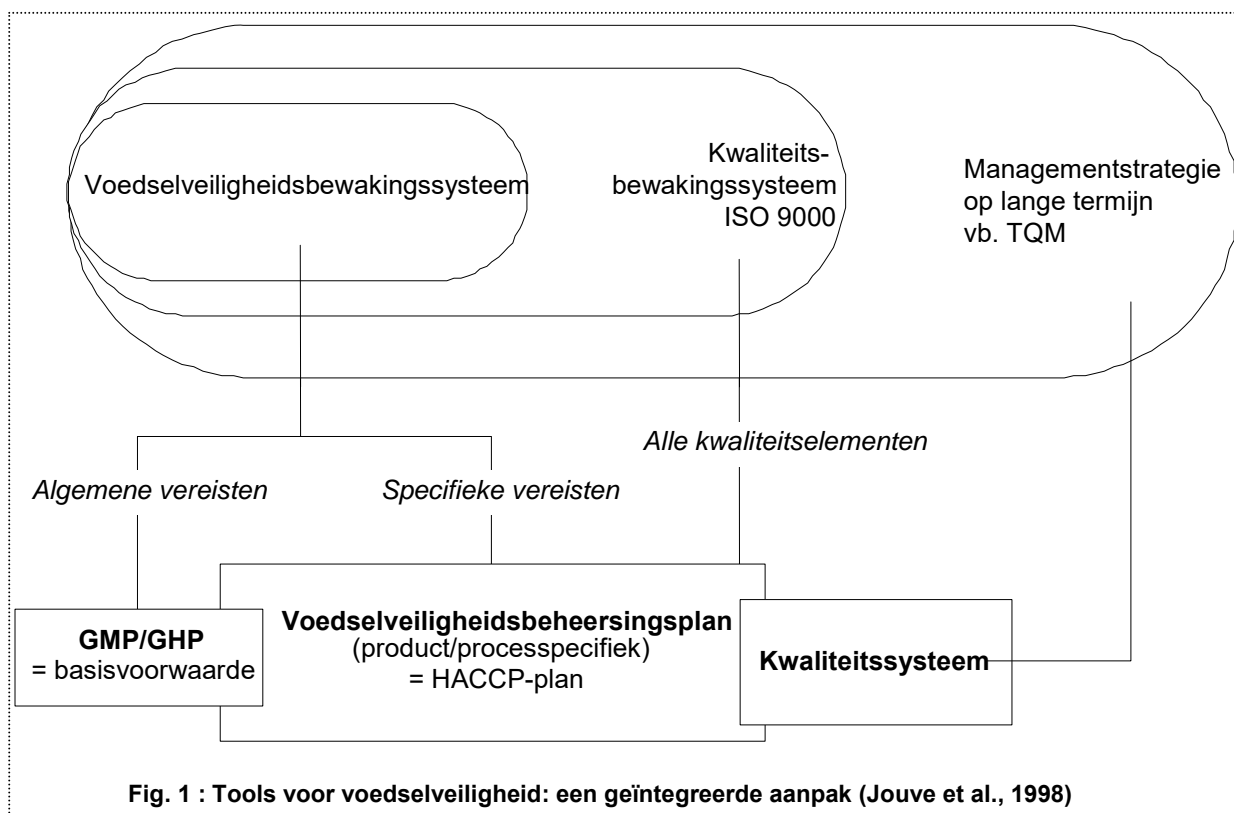 Voedselveiligheidsbewakingssysteem
Kwaliteits-
bewakingssysteem
ISO 9000
Managementstrategie
op lange termijn
vb. TQM
Alle kwaliteitselementen
Algemene vereisten
Specifieke vereisten
GMP/GHP
= basisvoorwaarde
Voedselveiligheidsbeheersingsplan
(product/processpecifiek)
= HACCP-plan
Kwaliteitssysteem
Fig. 1 : Tools voor voedselveiligheid: een geïntegreerde aanpak (Jouve et al., 1998)